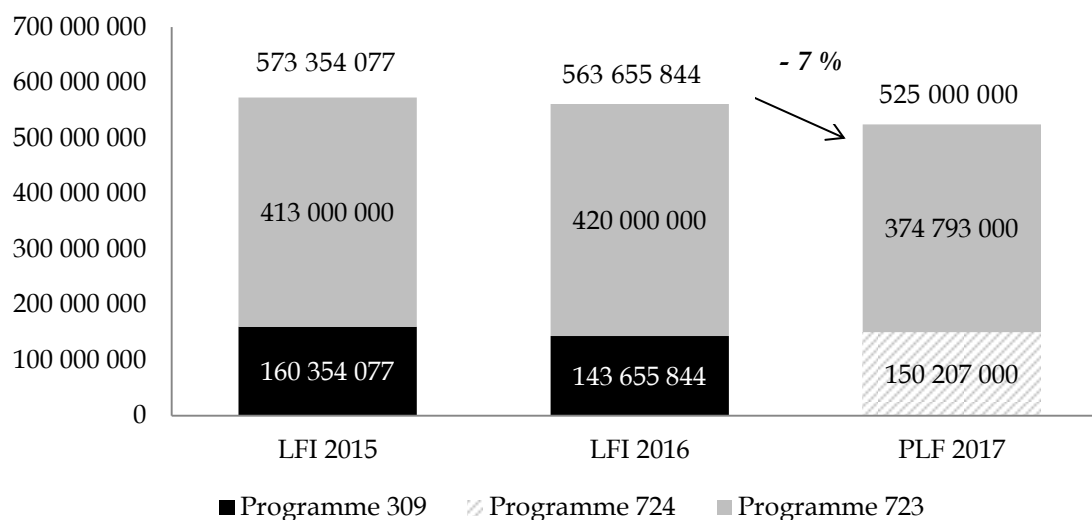 700 000 000
600 000 000
500 000 000
400 000 000
300 000 000
200 000 000
100 000 000
0
573 354 077
563 655 844
- 7 %
525 000 000
413 000 000
420 000 000
374 793 000
160 354 077
143 655 844
150 207 000
LFI 2015
LFI 2016
PLF 2017
Programme 309
Programme 724
Programme 723